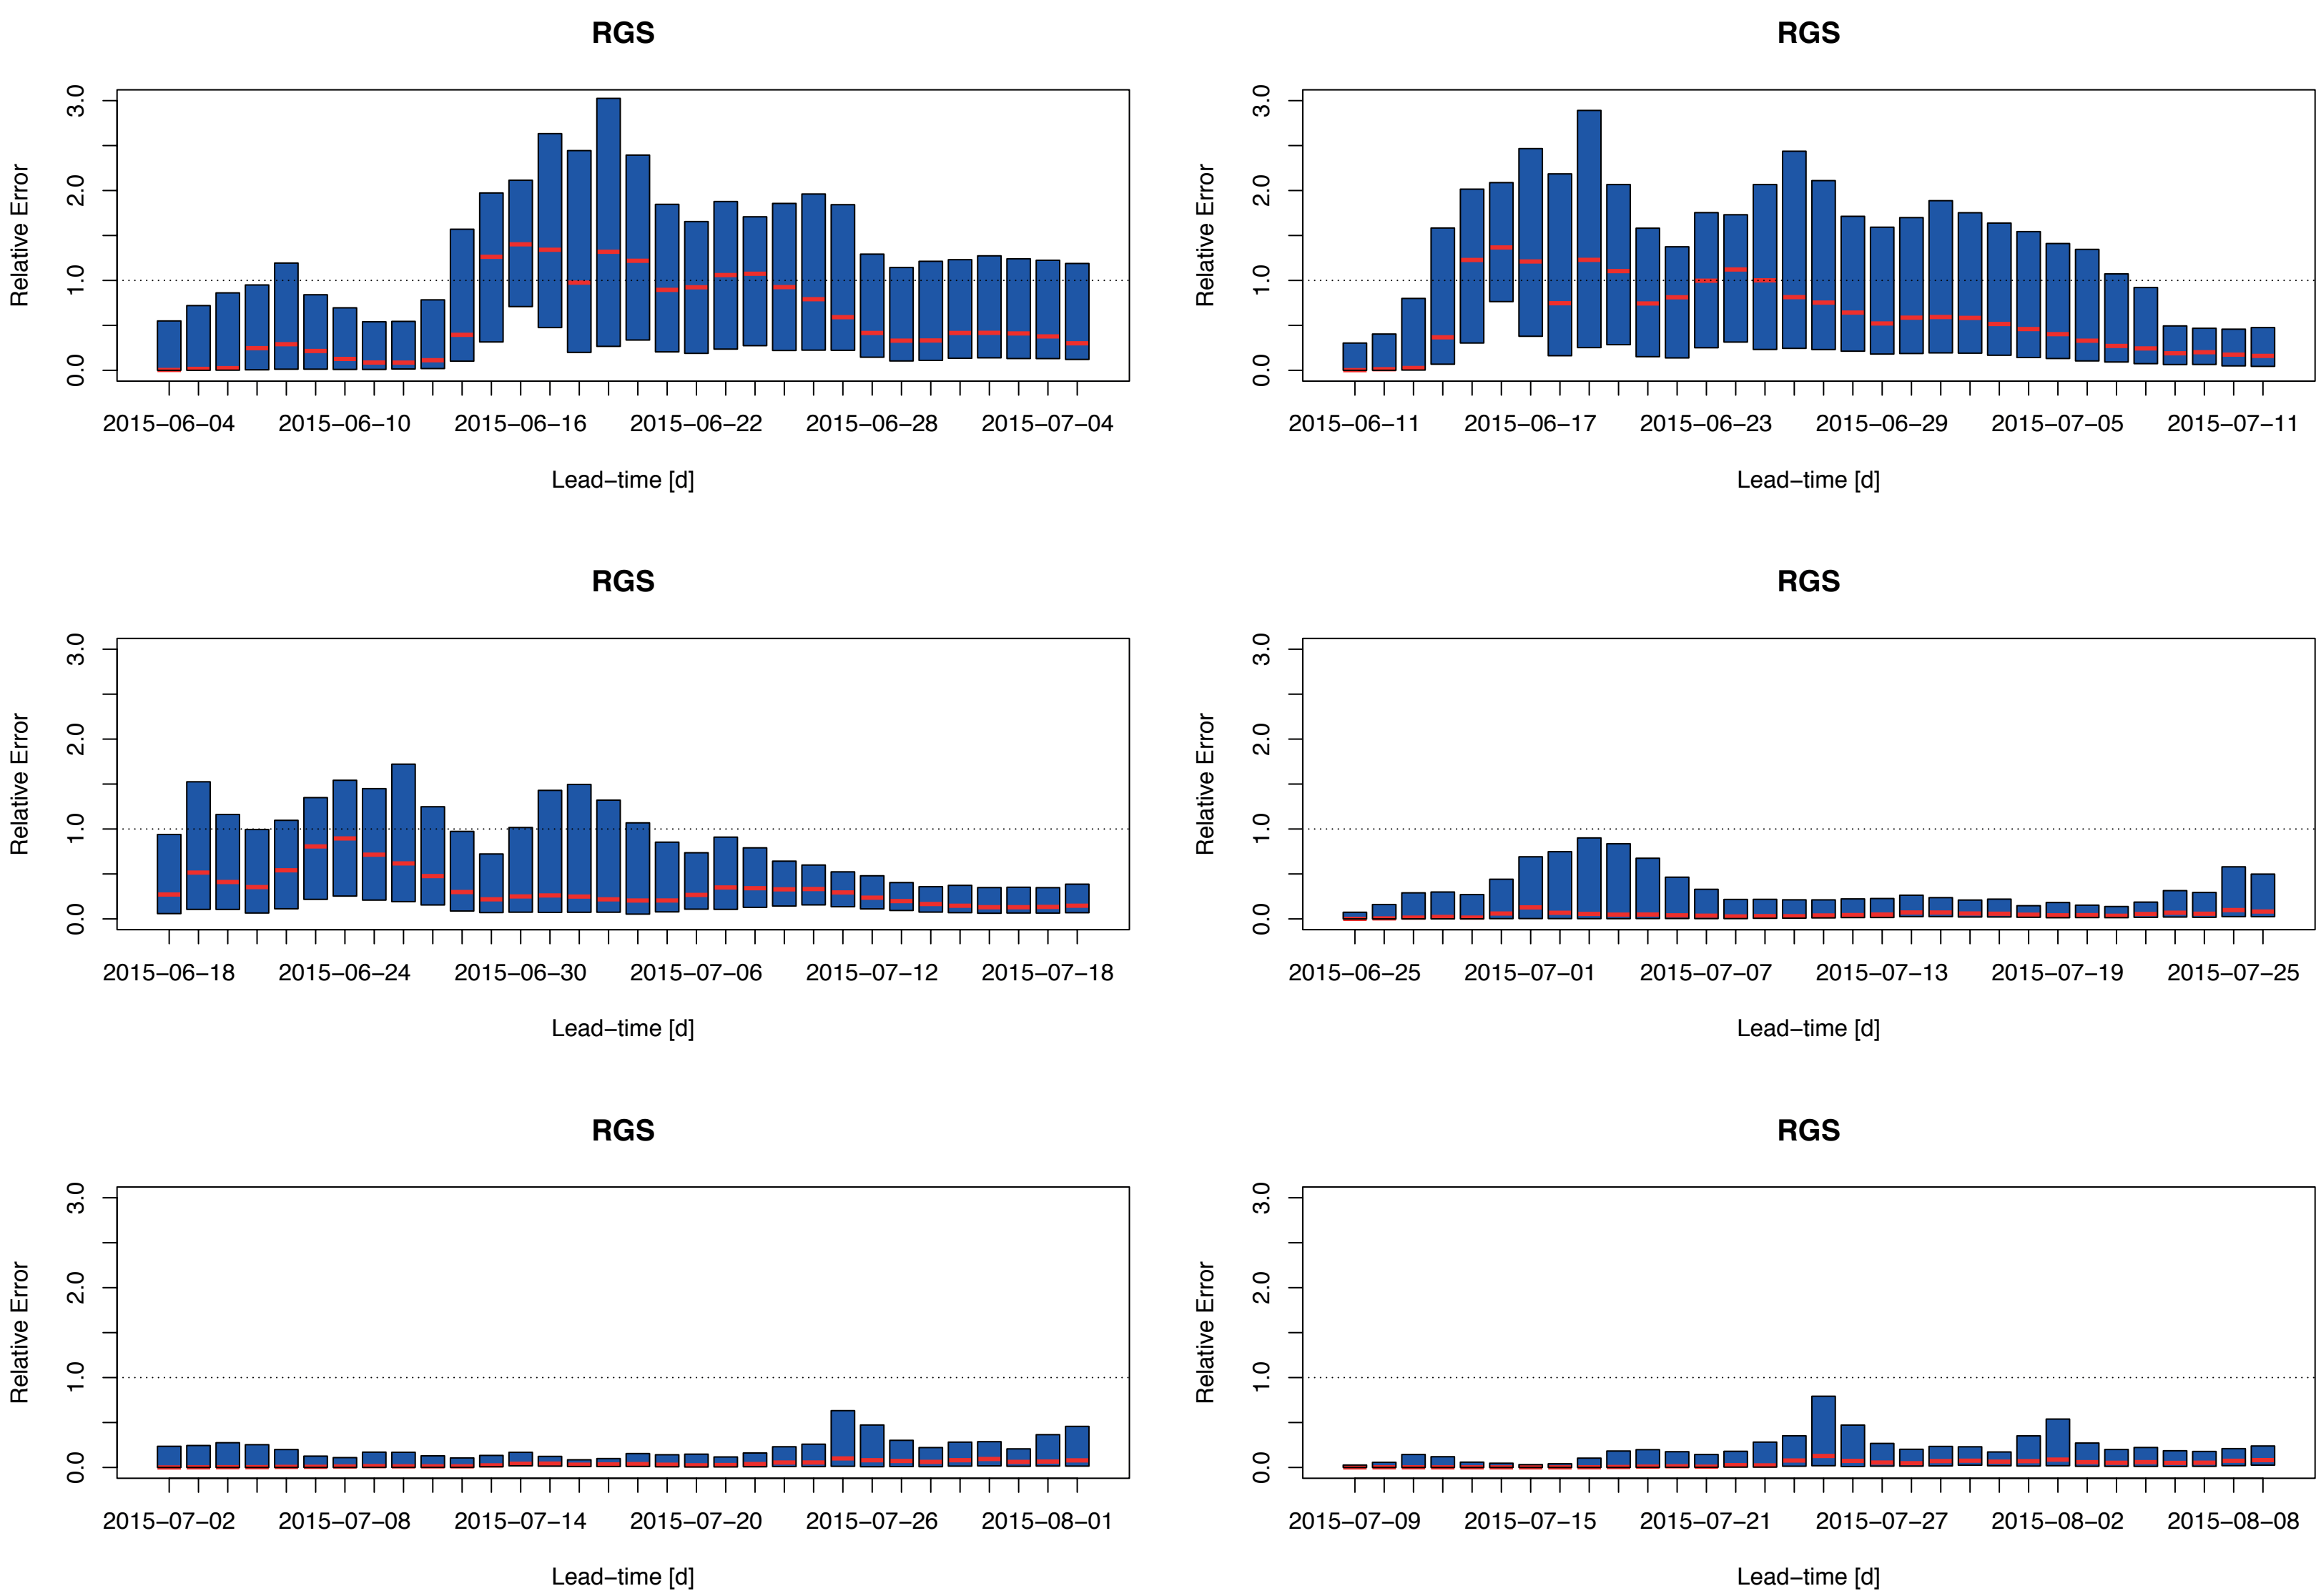 RGS
Relative Error
3.0
2.0
1.0
0.0
2015−06−04 2015−06−10 2015−06−16 2015−06−22 2015−06−28 2015−07−04
Lead−time [d]
RGS
Relative Error
3.0
2.0
1.0
0.0
2015−06−11 2015−06−17 2015−06−23 2015−06−29 2015−07−05 2015−07−11
Lead−time [d]
RGS
Relative Error
3.0
2.0
1.0
0.0
2015−06−18 2015−06−24 2015−06−30 2015−07−06 2015−07−12 2015−07−18
Lead−time [d]
RGS
Relative Error
3.0
2.0
1.0
0.0
2015−06−25 2015−07−01 2015−07−07 2015−07−13 2015−07−19 2015−07−25
Lead−time [d]
RGS
Relative Error
3.0
2.0
1.0
0.0
2015−07−02 2015−07−08 2015−07−14 2015−07−20 2015−07−26 2015−08−01
Lead−time [d]
RGS
Relative Error
3.0
2.0
1.0
0.0
2015−07−09 2015−07−15 2015−07−21 2015−07−27 2015−08−02 2015−08−08
Lead−time [d]